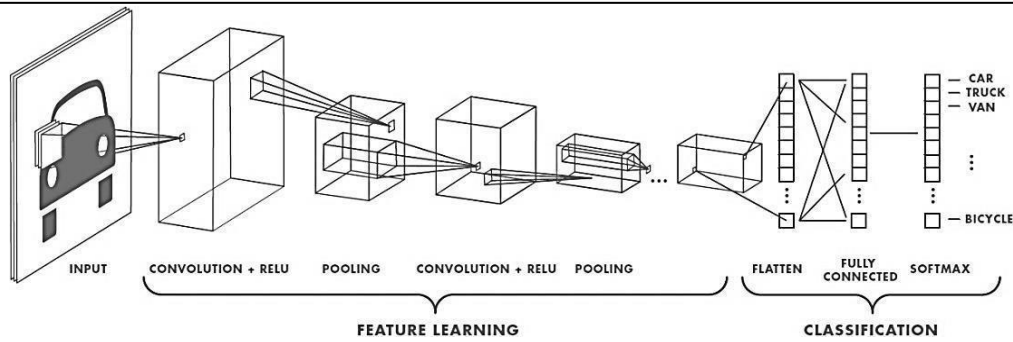 CAR
TRUCK
VAN
BICYCLE
INPUT
CONVOLUTION + RELU
POOLING
CONVOLUTION + RELU
POOLING
FLATTEN
FULLY
CONNECTED
SOFTMAX
FEATURE LEARNING
CLASSIFICATION